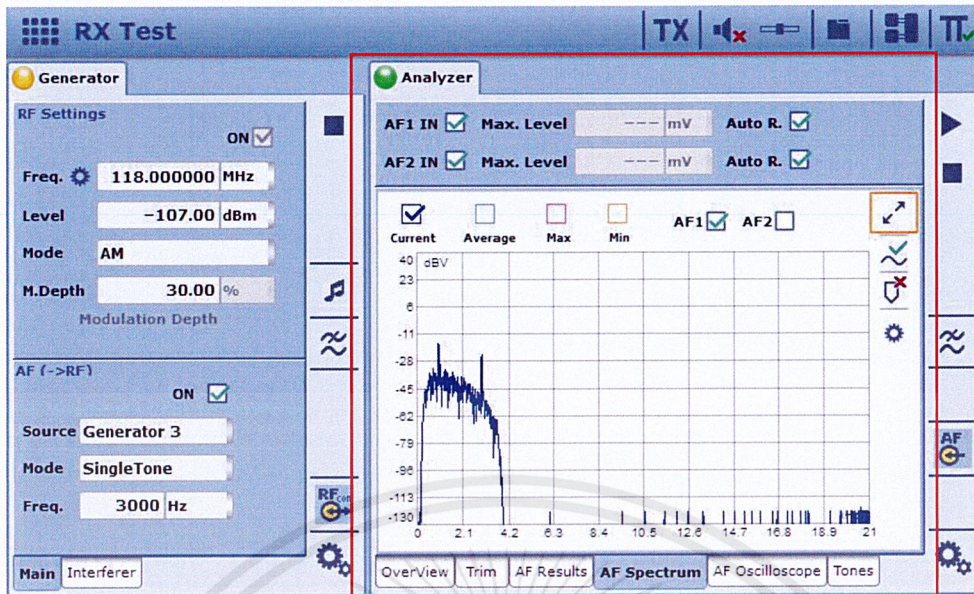 RX Test
TX
Generator
RF Settings
ON
Freq. 118.000000 MHz
Level -107.00 dBm
Mode AM
M.Depth 30.00 %
Modulation Depth
AF (->RF)
ON
Source Generator 3
Mode SingleTone
Freq. 3000 Hz
Main Interferer
RF com
Analyzer
AF1 IN Max. Level --- mV Auto R.
AF2 IN Max. Level --- mV Auto R.
Current Average Max Min AF1 AF2
dBV
40
23
6
-11
-28
-45
-62
-79
-96
-113
-130
0 2.1 4.2 6.3 8.4 10.5 12.6 14.7 16.8 18.9 21
OverView Trim AF Results AF Spectrum AF Oscilloscope Tones
AF